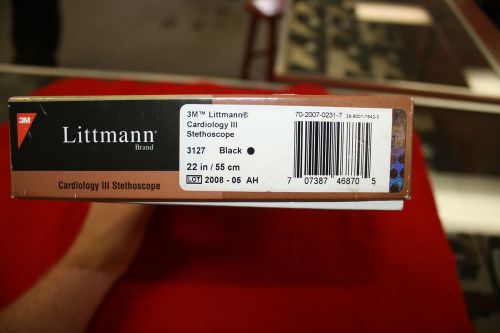 3M
Littmann®
Brand
Cardiology III Stethoscope
3M™ Littmann®
Cardiology III
Stethoscope
3127 Black
22 in / 55 cm
LOT 2008 - 05 AH
70-2007-0231-7
7 07387 46870 5